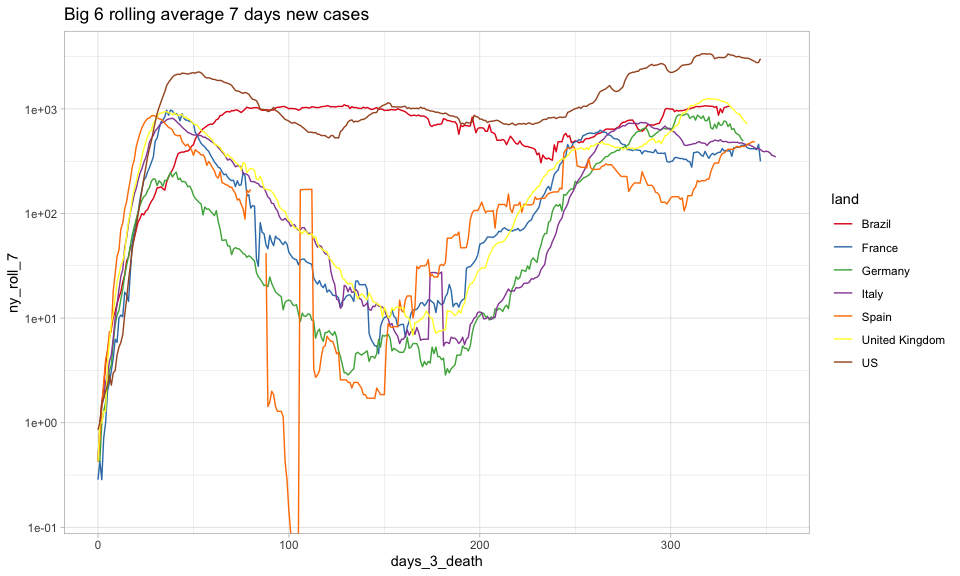 Big 6 rolling average 7 days new cases
ny_roll_7
1e+03
1e+02
1e+01
1e+00
1e-01
0 100 200 300
days_3_death
land
Brazil
France
Germany
Italy
Spain
United Kingdom
US